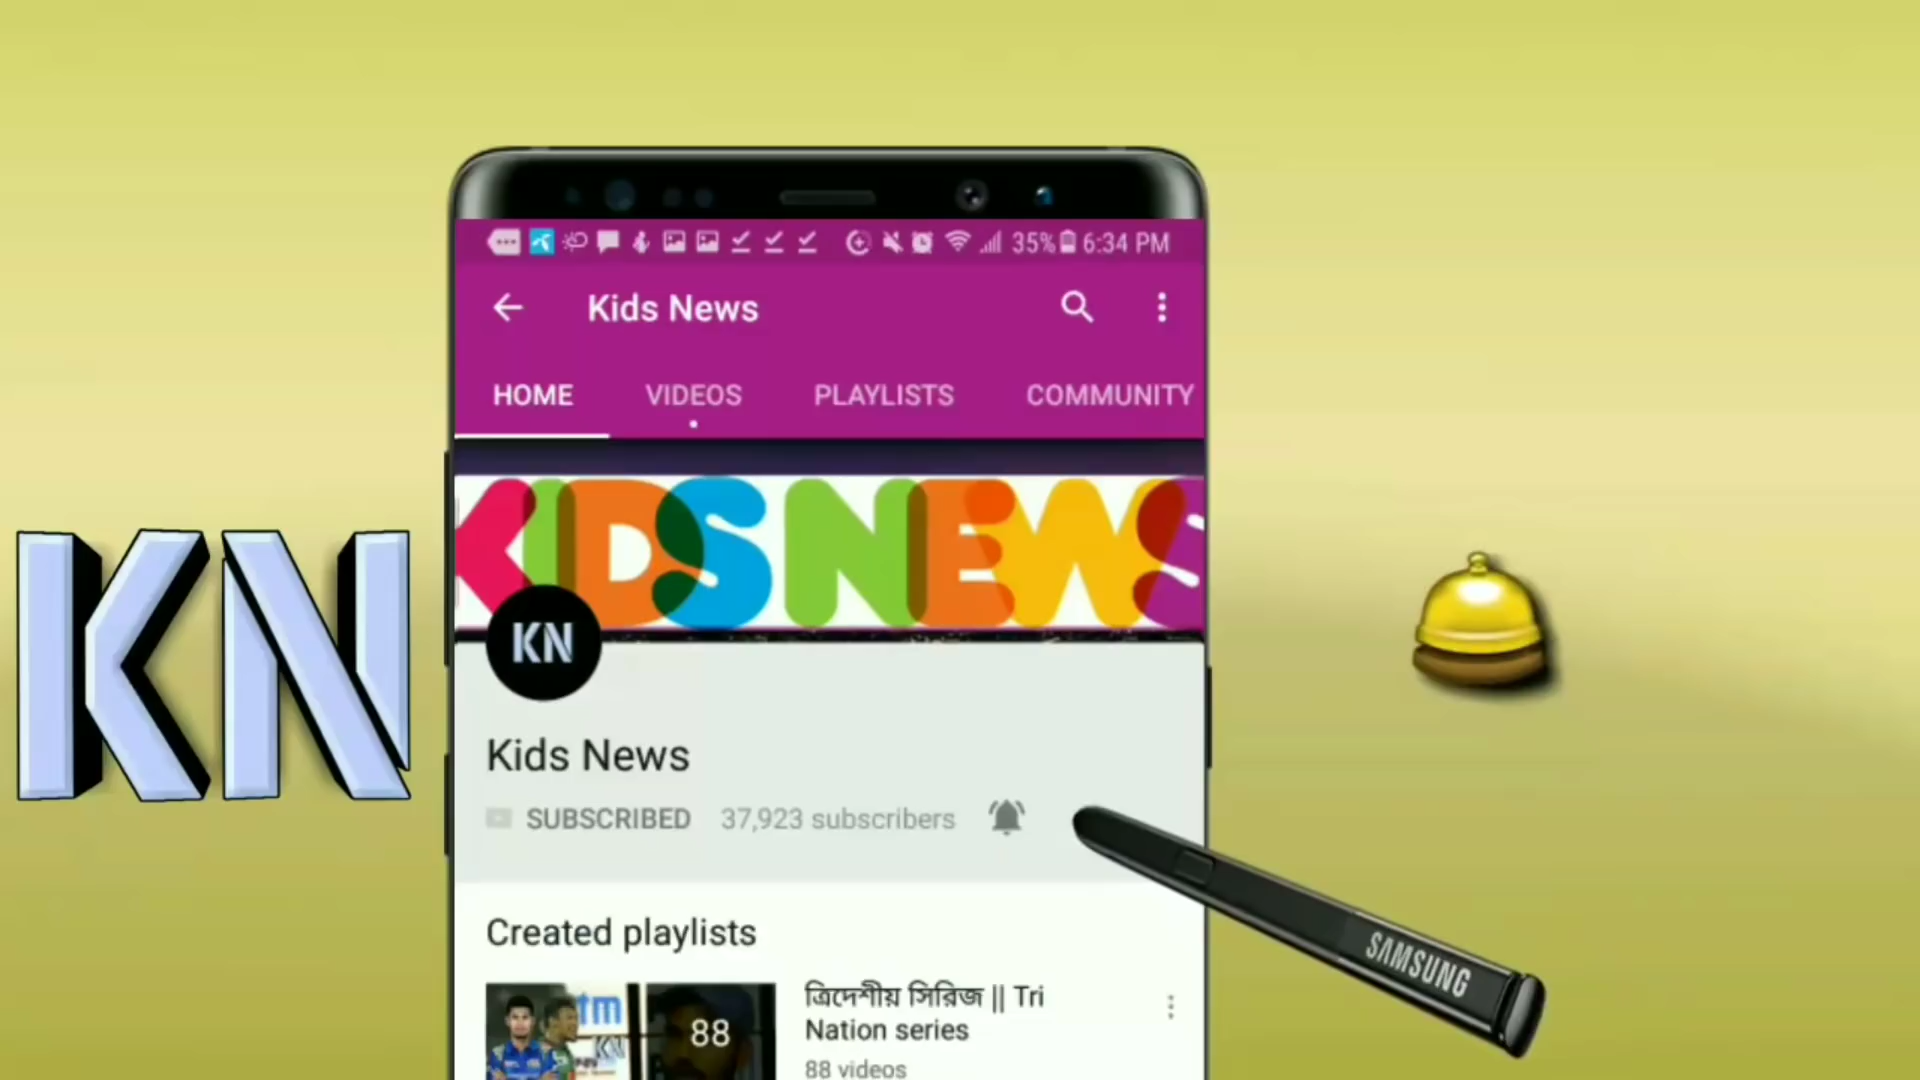 35% 6:34 PM
Kids News
HOME VIDEOS PLAYLISTS COMMUNITY
KIDS NEWS
KN
KN
Kids News
SUBSCRIBED 37,923 subscribers
SAMSUNG
Created playlists
ত্রিদেশীয় সিরিজ || Tri
Nation series
88
88 videos